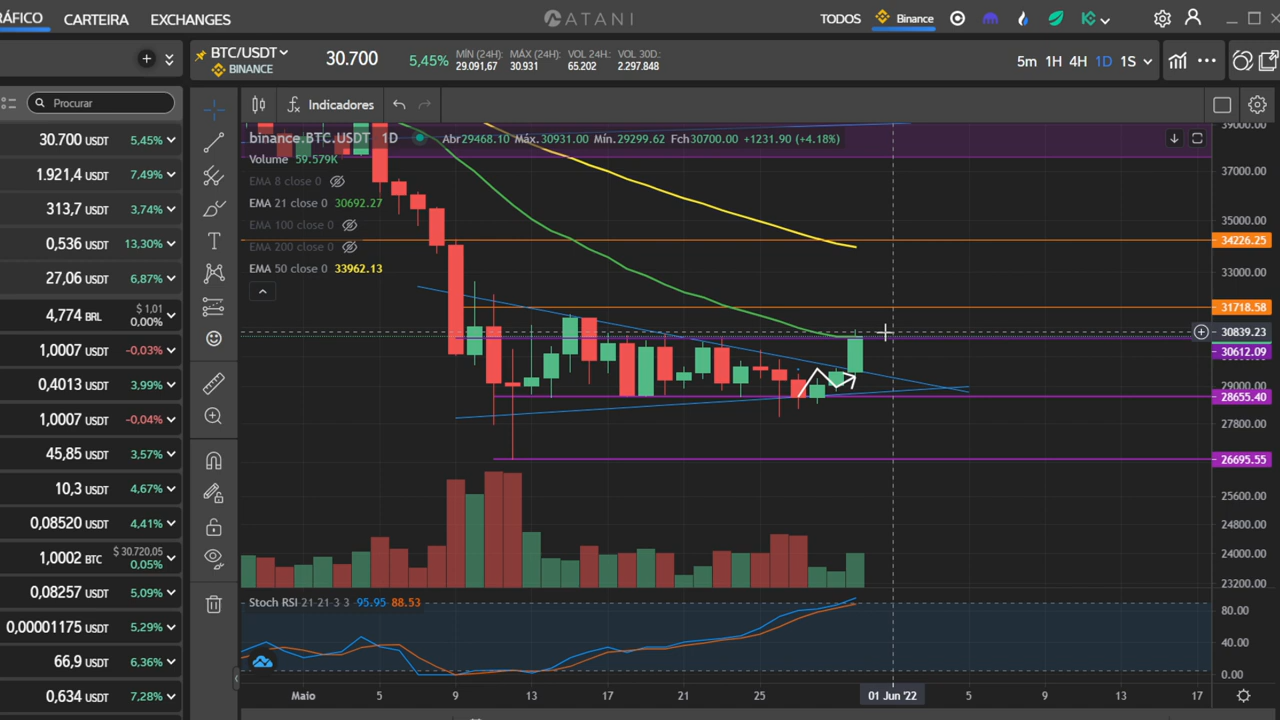 ÁFICO CARTEIRA EXCHANGES
ATANI
TODOS Binance
BTC/USDT
BINANCE
30.700 5,45%
MÍN (24H): 29.091,67
MÁX (24H): 30.931
VOL 24H.: 65.202
VOL 30D.: 2.297.848
5m 1H 4H 1D 1S
Procurar
Indicadores
30.700 USDT 5,45%
1.921,4 USDT 7,49%
313,7 USDT 3,74%
0,536 USDT 13,30%
27,06 USDT 6,87%
4,774 BRL $ 1,01 0,00%
1,0007 USDT -0,03%
0,4013 USDT 3,99%
1,0007 USDT -0,04%
45,85 USDT 3,57%
10,3 USDT 4,67%
0,08520 USDT 4,41%
1,0002 BTC $ 30.720.05 0.05%
0,08257 USDT 5,09%
0,00001175 USDT 5,29%
66,9 USDT 6,36%
0,634 USDT 7,28%
binance.BTC.USDT 1D Abr29468.10 Máx.30931.00 Mín.29299.62 Fch30700.00 +1231.90 (+4.18%)
Volume 59.579K
EMA 8 close 0
EMA 21 close 0 30692.27
EMA 100 close 0
EMA 200 close 0
EMA 50 close 0 33962.13
39000.00
37000.00
35000.00
34226.25
33000.00
31718.58
30839.23
30612.09
29000.00
28655.40
27800.00
26695.55
25600.00
24800.00
24000.00
23200.00
Stoch RSI 21 21 3 3 95.95 88.53
80.00
40.00
0.00
Maio 5 9 13 17 21 25 01 Jun '22 5 9 13 17